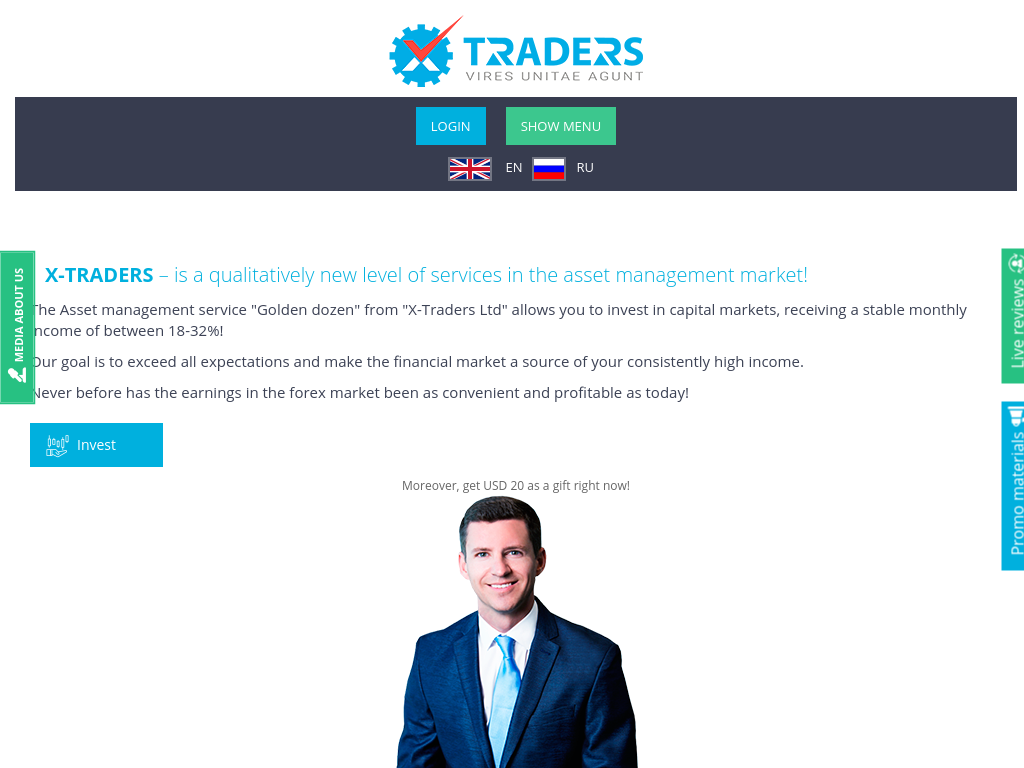 TRADERS
VIRES UNITAE AGUNT
LOGIN
SHOW MENU
EN
RU
X-TRADERS – is a qualitatively new level of services in the asset management market!
The Asset management service "Golden dozen" from "X-Traders Ltd" allows you to invest in capital markets, receiving a stable monthly
income of between 18-32%!
Our goal is to exceed all expectations and make the financial market a source of your consistently high income.
Never before has the earnings in the forex market been as convenient and profitable as today!
Invest
Moreover, get USD 20 as a gift right now!
MEDIA ABOUT US
Live reviews
Promo materials